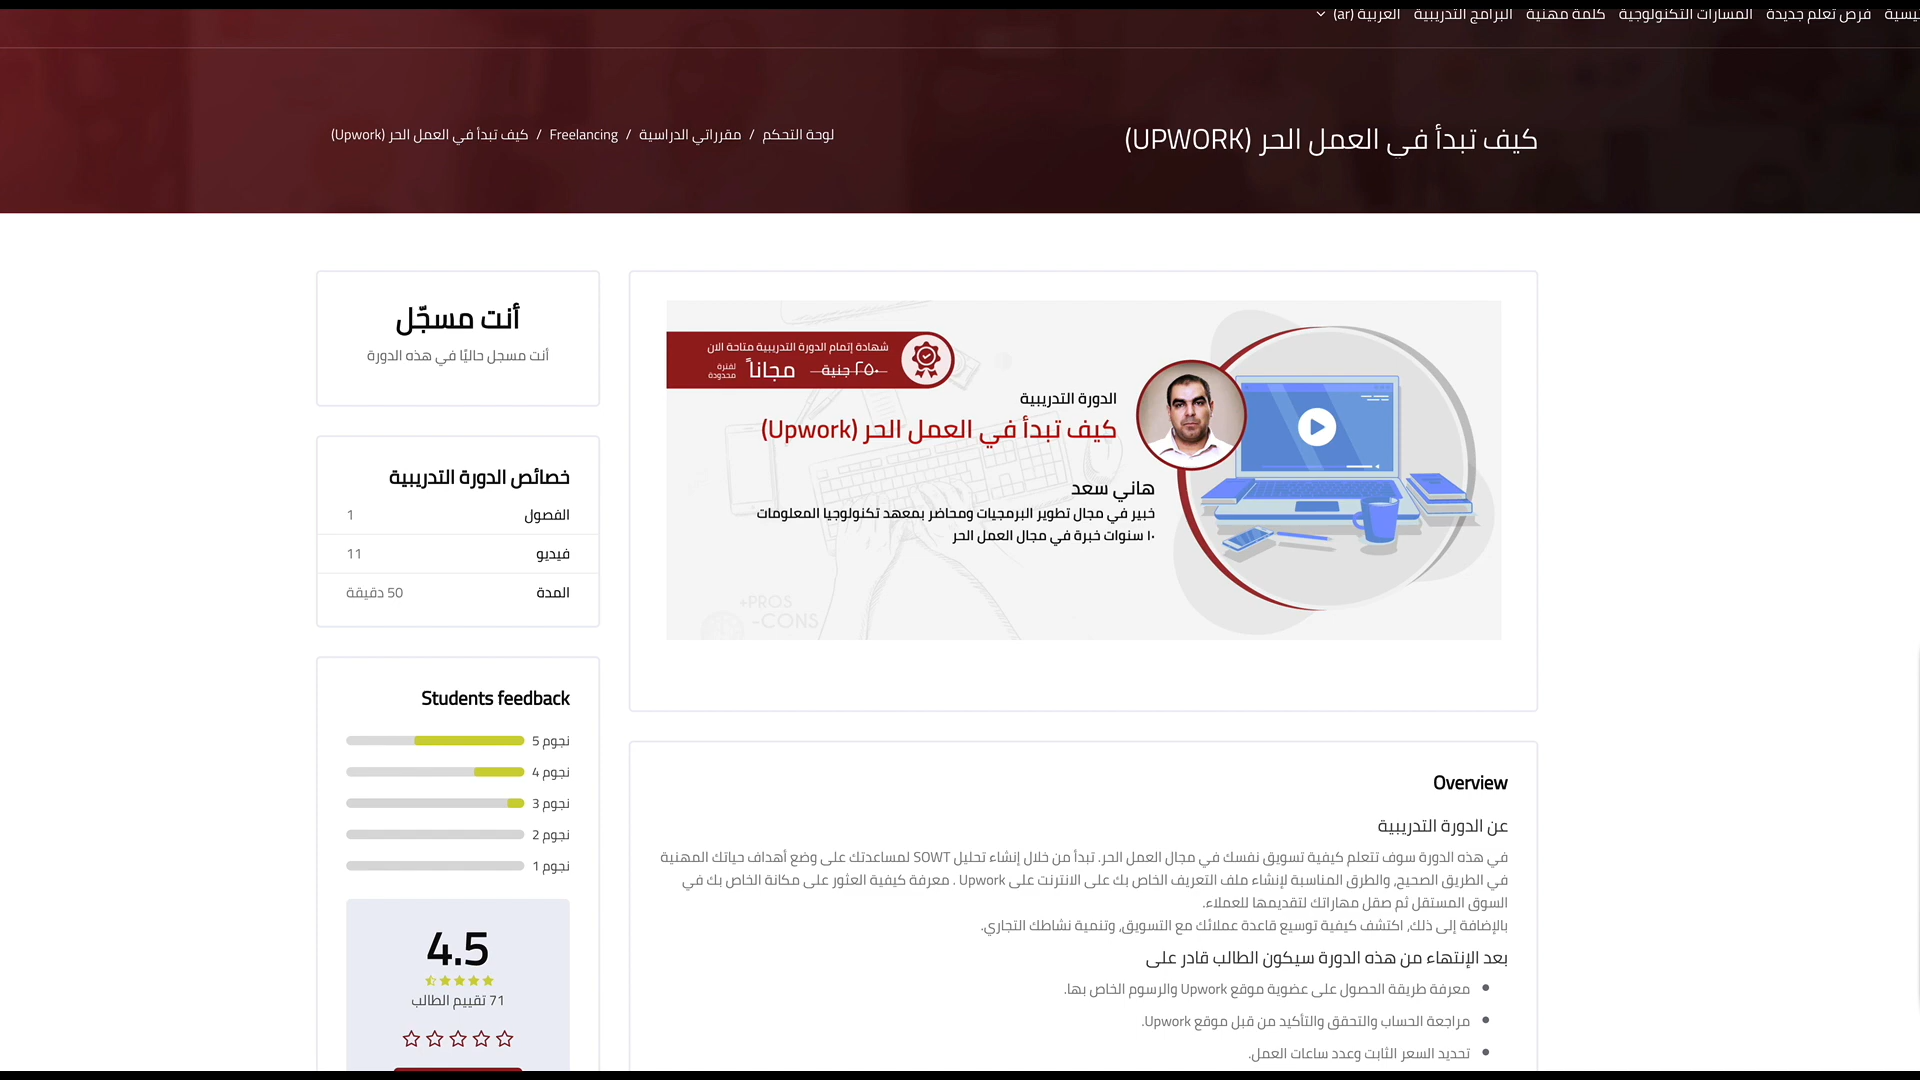 فرص تعلم جديدة
المسارات التكنولوجية
كلمة مهنية
البرامج التدريبية
العربية (ar)
كيف تبدأ في العمل الحر (UPWORK)
لوحة التحكم / مقرراتي الدراسية / Freelancing / كيف تبدأ في العمل الحر (Upwork)
شهادة إتمام الدورة التدريبية متاحة الان
٢٥٠ جنية مجاناً لفترة محدودة
الدورة التدريبية
كيف تبدأ في العمل الحر (Upwork)
هاني سعد
خبير في مجال تطوير البرمجيات ومحاضر بمعهد تكنولوجيا المعلومات
١٠ سنوات خبرة في مجال العمل الحر
+PROS
-CONS
أنت مسجّل
أنت مسجل حاليًا في هذه الدورة
خصائص الدورة التدريبية
الفصول 1
فيديو 11
المدة 50 دقيقة
Students feedback
5 نجوم
4 نجوم
3 نجوم
2 نجوم
1 نجوم
4.5
71 تقييم الطالب
Overview
عن الدورة التدريبية
في هذه الدورة سوف تتعلم كيفية تسويق نفسك في مجال العمل الحر. تبدأ من خلال إنشاء تحليل SOWT لمساعدتك على وضع أهداف حياتك المهنية
في الطريق الصحيح، والطرق المناسبة لإنشاء ملف التعريف الخاص بك على الانترنت على Upwork . معرفة كيفية العثور على مكانة الخاص بك في
السوق المستقل ثم صقل مهاراتك لتقديمها للعملاء.
بالإضافة إلى ذلك، اكتشف كيفية توسيع قاعدة عملائك مع التسويق، وتنمية نشاطك التجاري.
بعد الإنتهاء من هذه الدورة سيكون الطالب قادر على
معرفة طريقة الحصول على عضوية موقع Upwork والرسوم الخاص بها.
مراجعة الحساب والتحقق والتأكيد من قبل موقع Upwork.
تحديد السعر الثابت وعدد ساعات العمل.